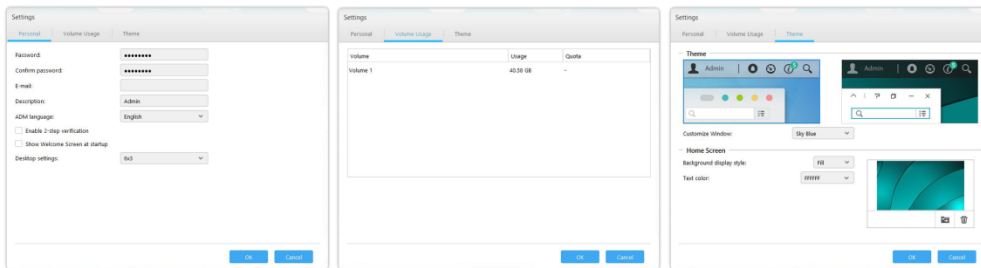 Settings
Personal Volume Usage Theme
Password:
Confirm password:
E-mail:
Description: Admin
ADM language: English
Enable 2-step verification
Show Welcome Screen at startup
Desktop settings: 6x3
OK Cancel
Settings
Personal Volume Usage Theme
Volume Usage Quota
Volume 1 40.58 GB -
OK Cancel
Settings
Personal Volume Usage Theme
Theme
Admin 5 Admin 5
Customize Window: Sky Blue
Home Screen
Background display style: Fill
Text color: FFFFFF
OK Cancel